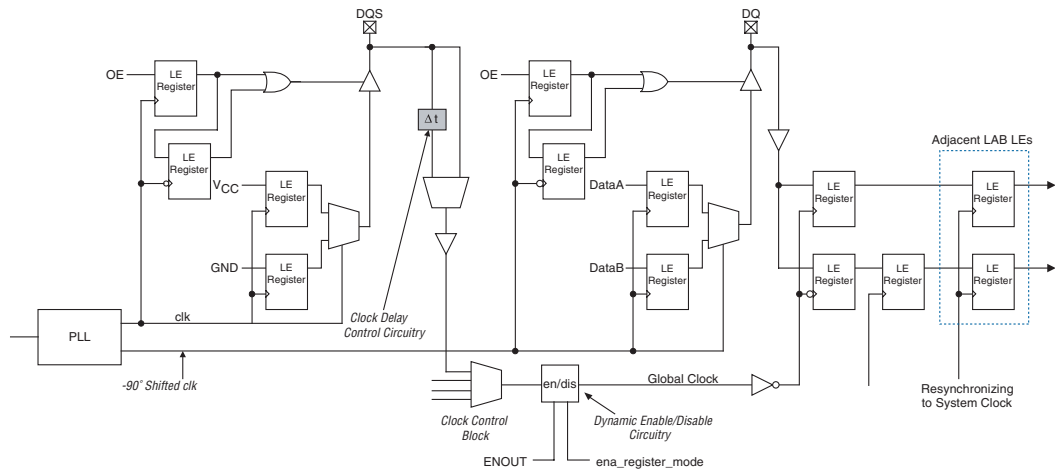 DQS
DQ
OE
LE
Register
OE
LE
Register
Δ t
Adjacent LAB LEs
LE
Register
LE
Register
VCC
LE
Register
DataA
LE
Register
LE
Register
LE
Register
GND
LE
Register
DataB
LE
Register
LE
Register
LE
Register
LE
Register
PLL
clk
Clock Delay
Control Circuitry
-90° Shifted clk
en/dis
Global Clock
Resynchronizing
to System Clock
Clock Control
Block
Dynamic Enable/Disable
Circuitry
ENOUT
ena_register_mode